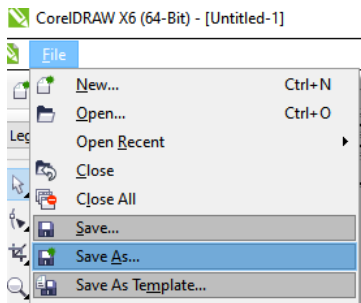 CorelDRAW X6 (64-Bit) - [Untitled-1]
File
New... Ctrl+N
Open... Ctrl+O
Open Recent
Close
Close All
Save...
Save As...
Save As Template...
Leg